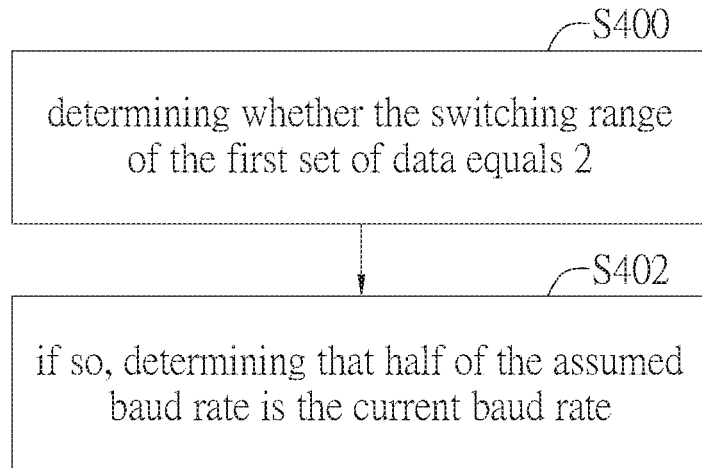 S400
determining whether the switching range
of the first set of data equals 2
S402
if so, determining that half of the assumed
baud rate is the current baud rate